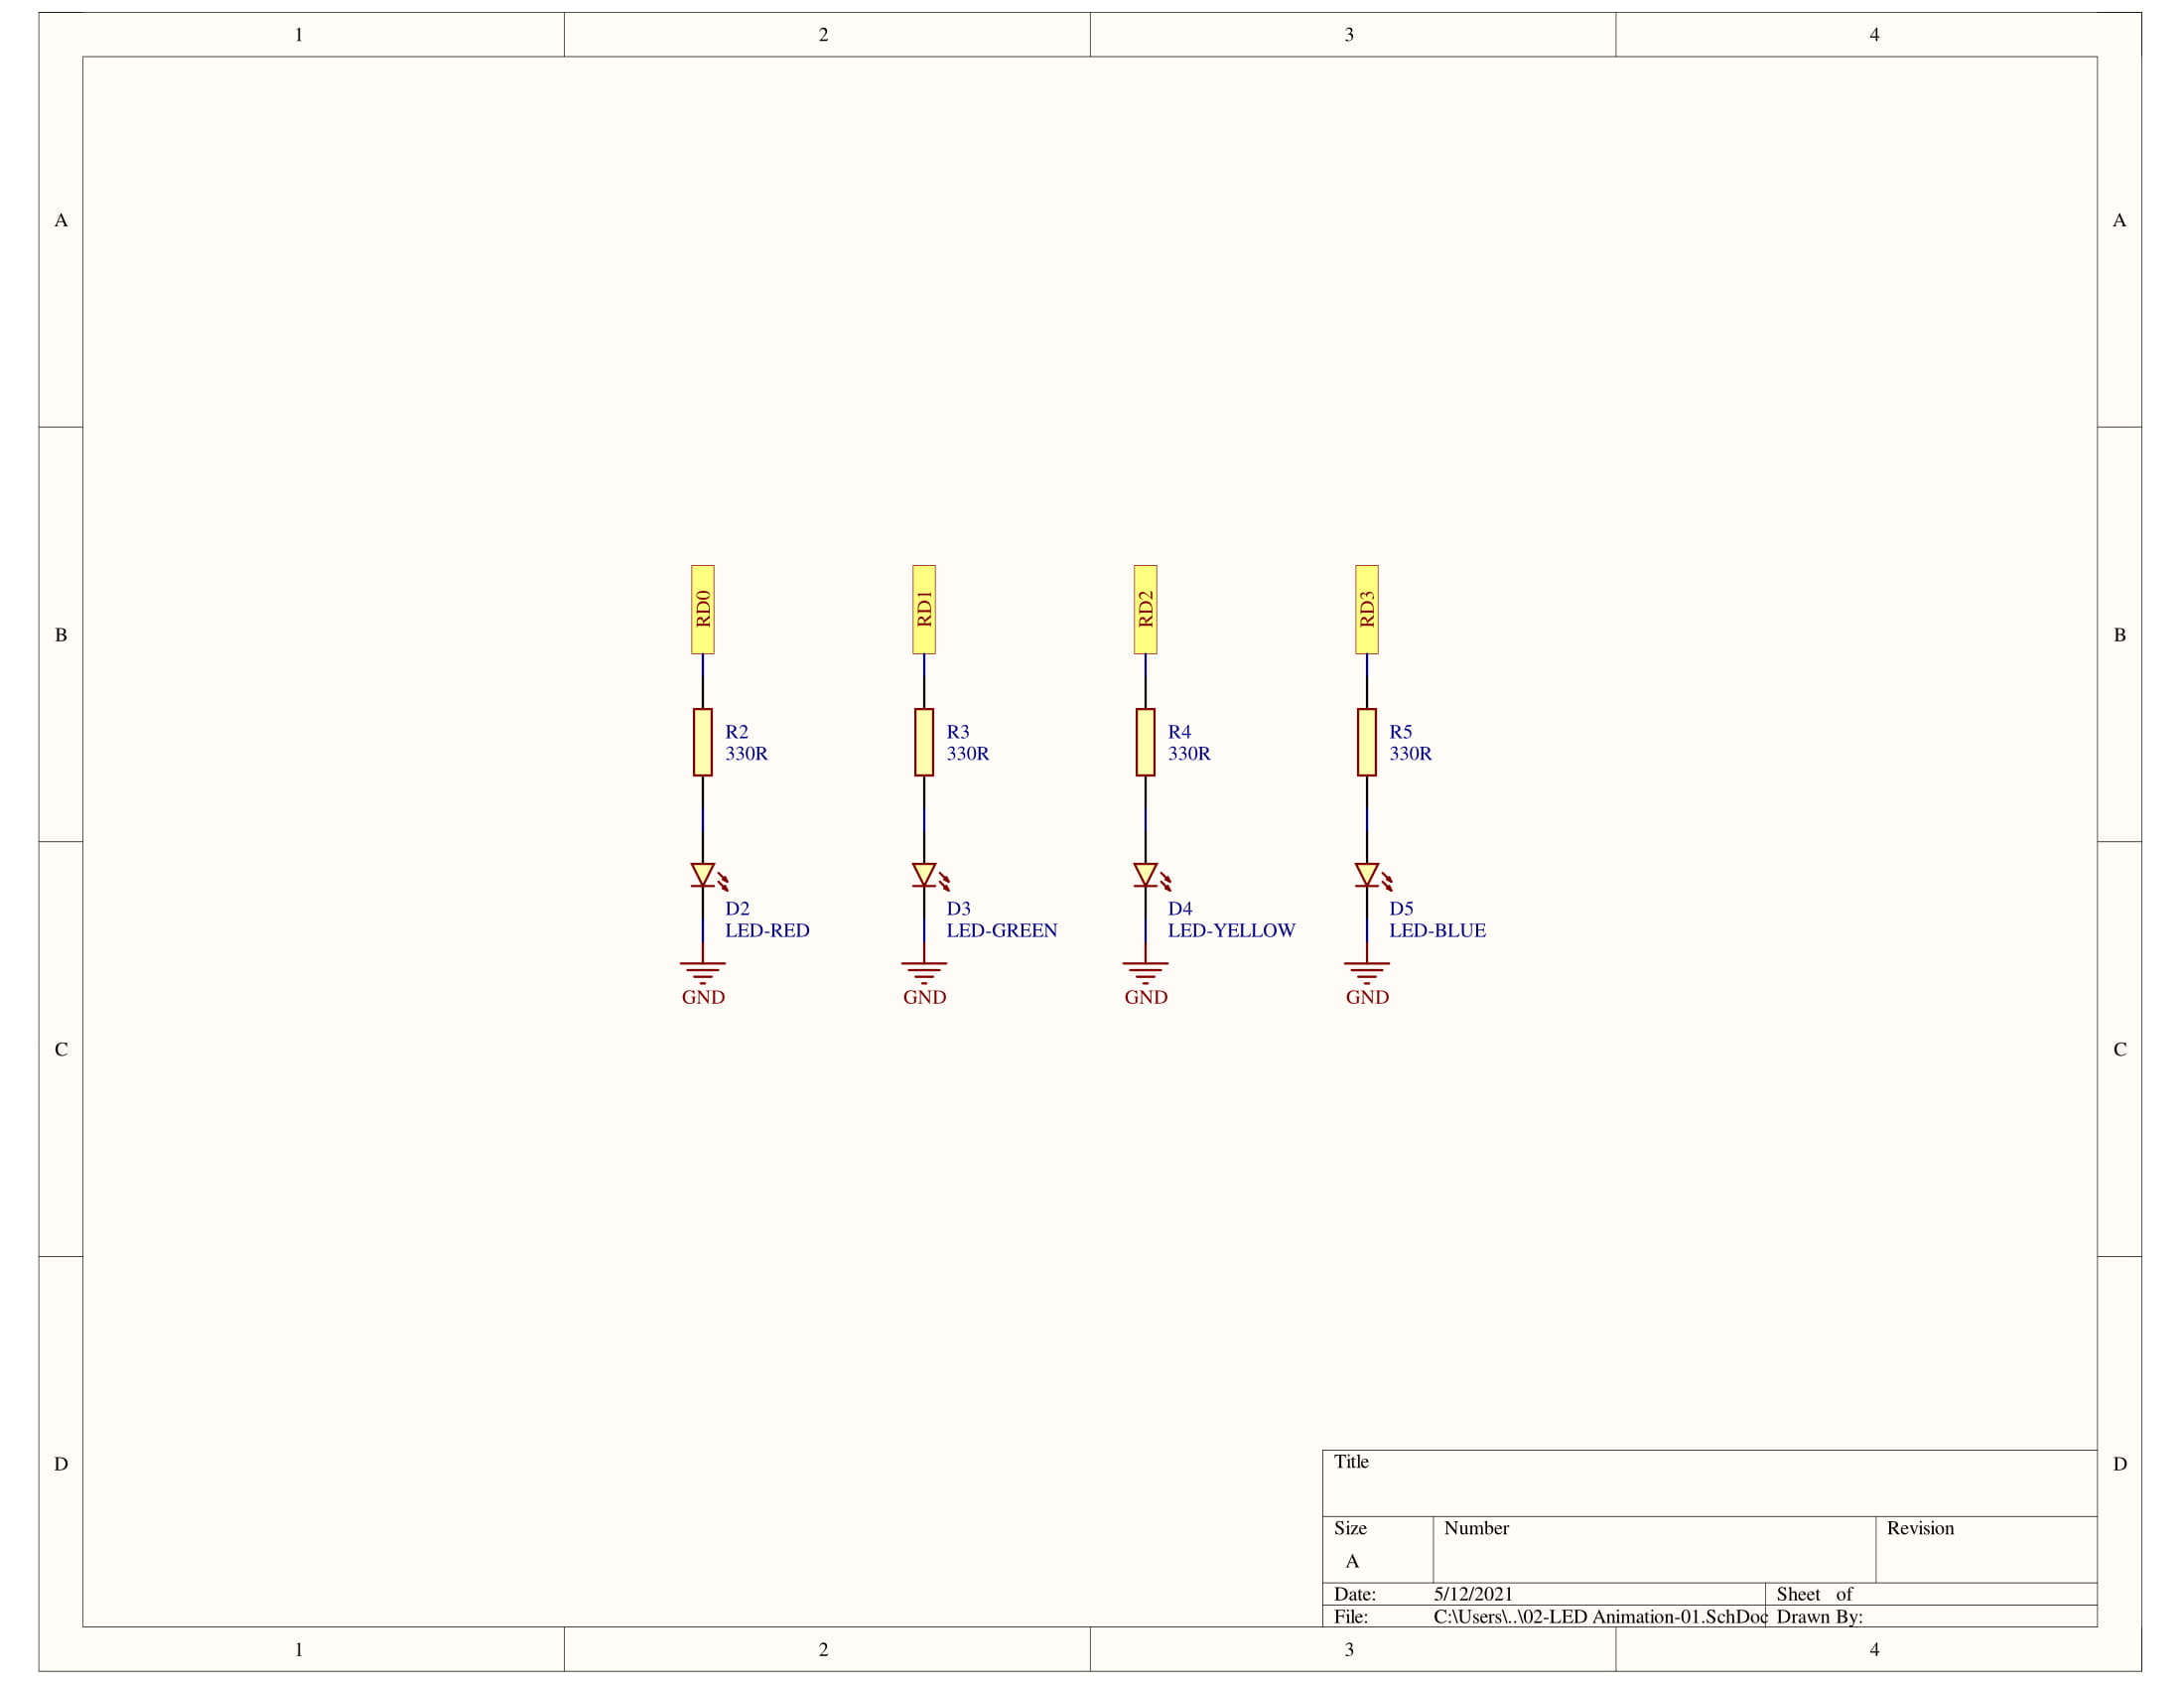 1 2 3 4
A A
RD0 RD1 RD2 RD3
B B
R2 R3 R4 R5
330R 330R 330R 330R
D2 D3 D4 D5
LED-RED LED-GREEN LED-YELLOW LED-BLUE
GND GND GND GND
C C
Title
D D
Size Number Revision
A
Date: 5/12/2021 Sheet of
File: C:\Users\..\02-LED Animation-01.SchDoc Drawn By:
1 2 3 4